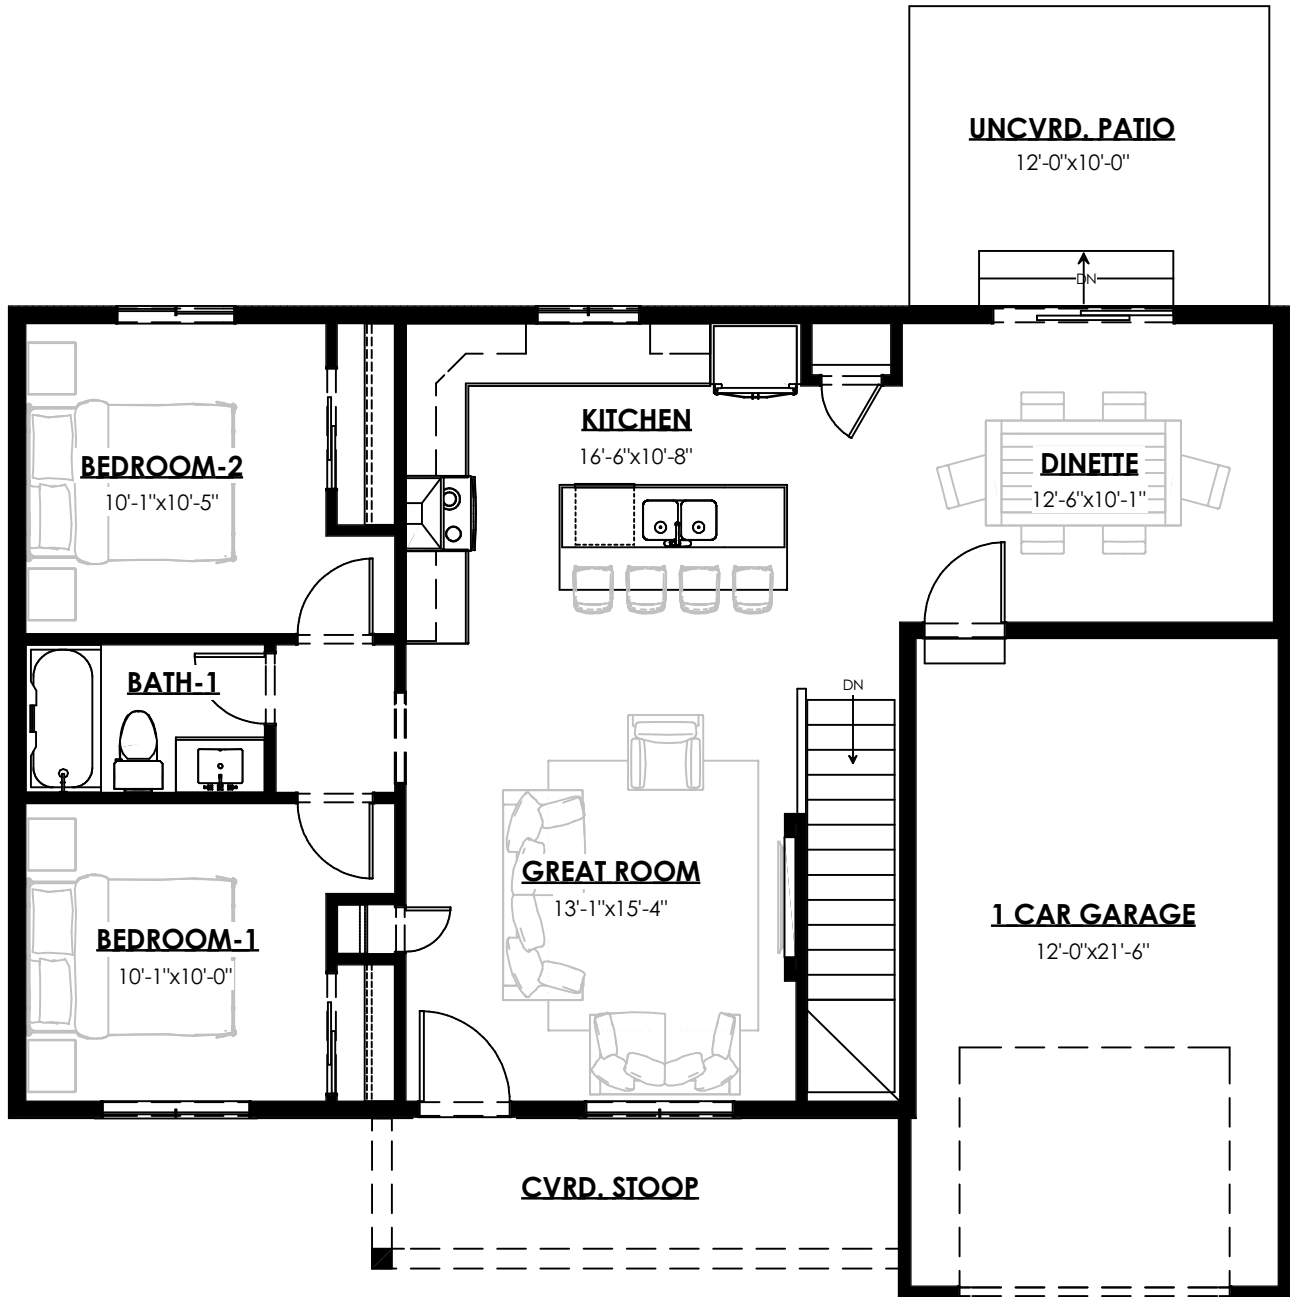 UNCVRD. PATIO
12'-0"x10'-0"
DN
KITCHEN
16'-6"x10'-8"
BEDROOM-2
10'-1"x10'-5"
DINETTE
12'-6"x10'-1"
BATH-1
DN
GREAT ROOM
13'-1"x15'-4"
BEDROOM-1
10'-1"x10'-0"
1 CAR GARAGE
12'-0"x21'-6"
CVRD. STOOP